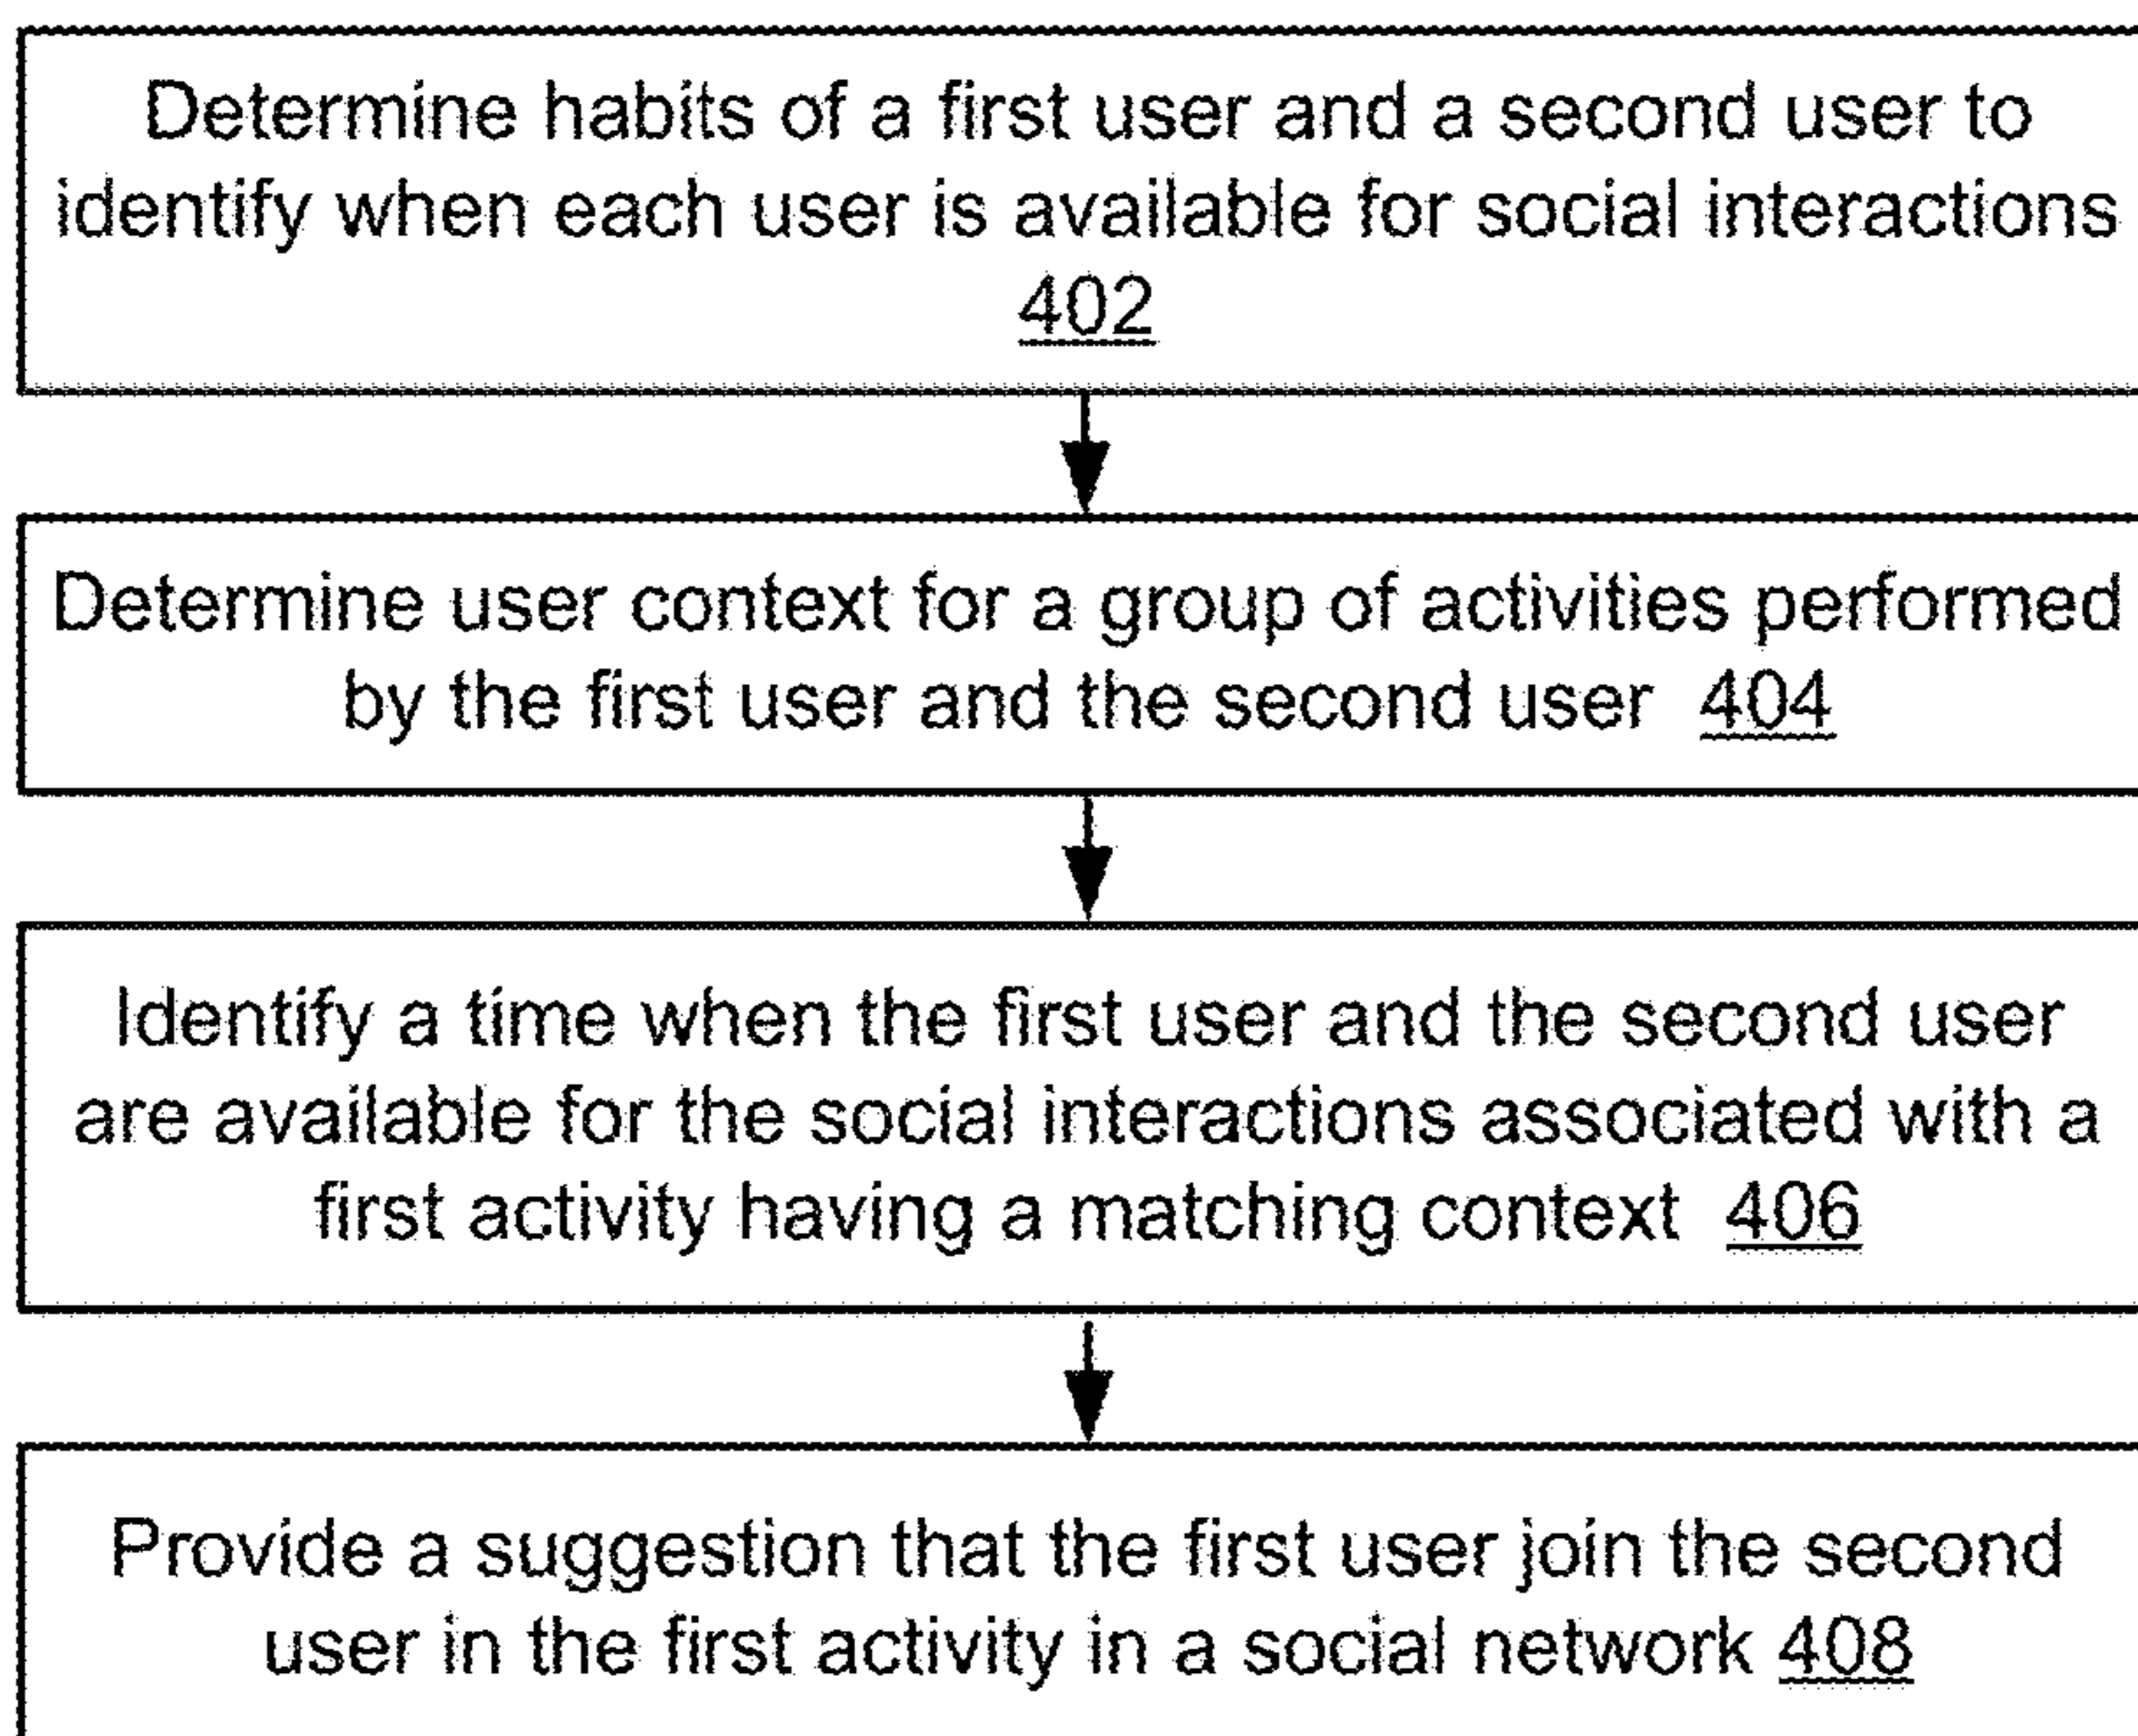 Determine habits of a first user and a second user to
identify when each user is available for social interactions
402
Determine user context for a group of activities performed
by the first user and the second user 404
Identify a time when the first user and the second user
are available for the social interactions associated with a
first activity having a matching context 406
Provide a suggestion that the first user join the second
user in the first activity in a social network 408